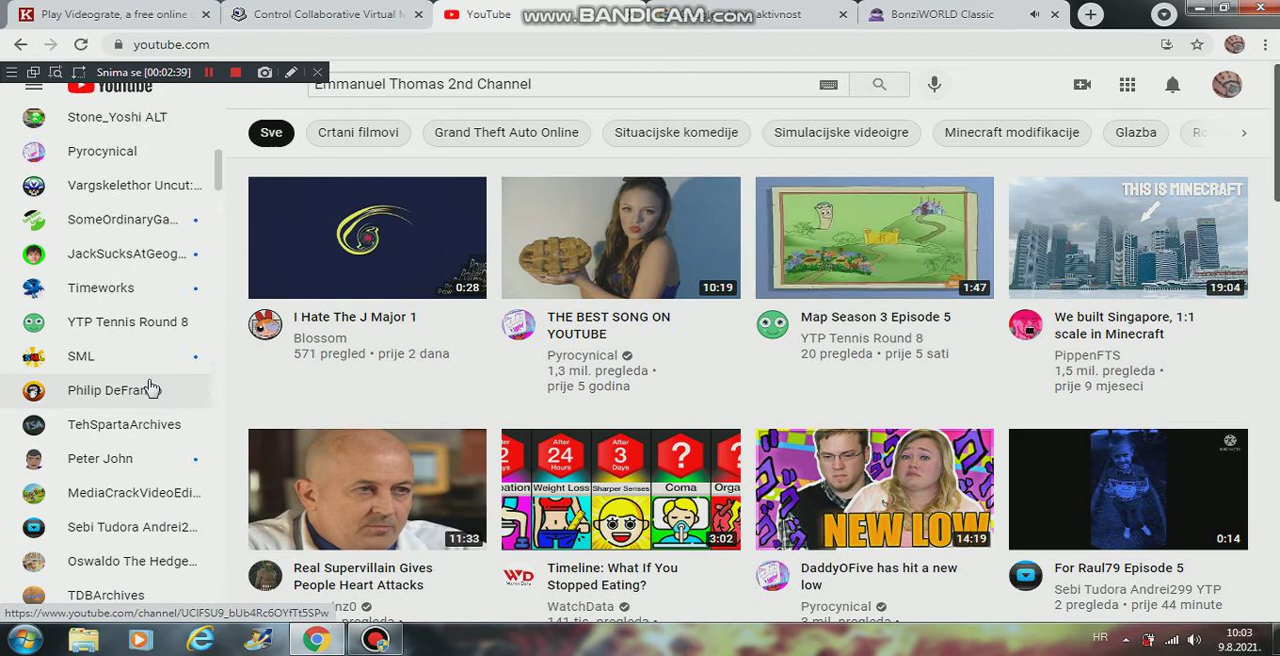 Play Videograte, a free online
Control Collaborative Virtual M
YouTube
www.BANDICAM.com
aktivnost
BonziWORLD Classic
youtube.com
Snima se [00:02:39]
YouTube
Emmanuel Thomas 2nd Channel
Stone_Yoshi ALT
Pyrocynical
Vargskelethor Uncut:...
SomeOrdinaryGa...
JackSucksAtGeog...
Timeworks
YTP Tennis Round 8
SML
Philip DeFran
TehSpartaArchives
Peter John
MediaCrackVideoEdi...
Sebi Tudora Andrei2...
Oswaldo The Hedge...
TDBArchives
Sve
Crtani filmovi
Grand Theft Auto Online
Situacijske komedije
Simulacijske videoigre
Minecraft modifikacije
Glazba
0:28
I Hate The J Major 1
Blossom
571 pregled • prije 2 dana
10:19
THE BEST SONG ON
YOUTUBE
Pyrocynical
1,3 mil. pregleda •
prije 5 godina
1:47
Map Season 3 Episode 5
YTP Tennis Round 8
20 pregleda • prije 5 sati
THIS IS MINECRAFT
19:04
We built Singapore, 1:1
scale in Minecraft
PippenFTS
1,5 mil. pregleda •
prije 9 mjeseci
11:33
Real Supervillain Gives
People Heart Attacks
After
24
Hours
After
3
Days
?
Weight Loss
Sharper Senses
Coma
Orga
3:02
Timeline: What If You
Stopped Eating?
WatchData
141 tis. pregleda •
NEW LOW
14:19
DaddyOFive has hit a new
low
Pyrocynical
0:14
For Raul79 Episode 5
Sebi Tudora Andrei299 YTP
2 pregleda • prije 44 minute
https://www.youtube.com/channel/UClFSU9_bUb4Rc6OYfTt5SPw
HR
10:03
9.8.2021.